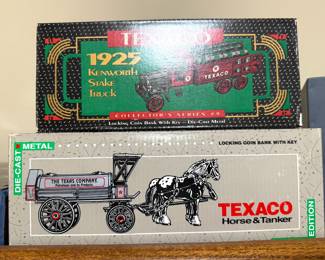 TEXACO
1925
KENWORTH
STAKE
TRUCK
TEXACO
COLLECTOR'S SERIES #9
Locking Coin Bank With Key — Die-Cast Metal
DIE-CAST METAL
LOCKING COIN BANK WITH KEY
THE TEXAS COMPANY
TEXACO
Horse & Tanker
EDITION